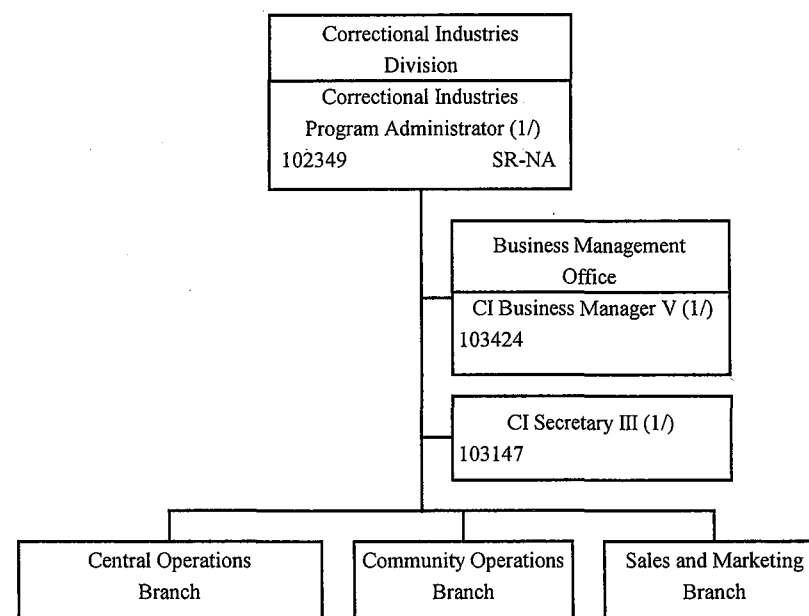 Correctional Industries
Division
Correctional Industries
Program Administrator (1/)
102349 SR-NA
Business Management
Office
CI Business Manager V (1/)
103424
CI Secretary III (1/)
103147
Central Operations
Branch
Community Operations
Branch
Sales and Marketing
Branch